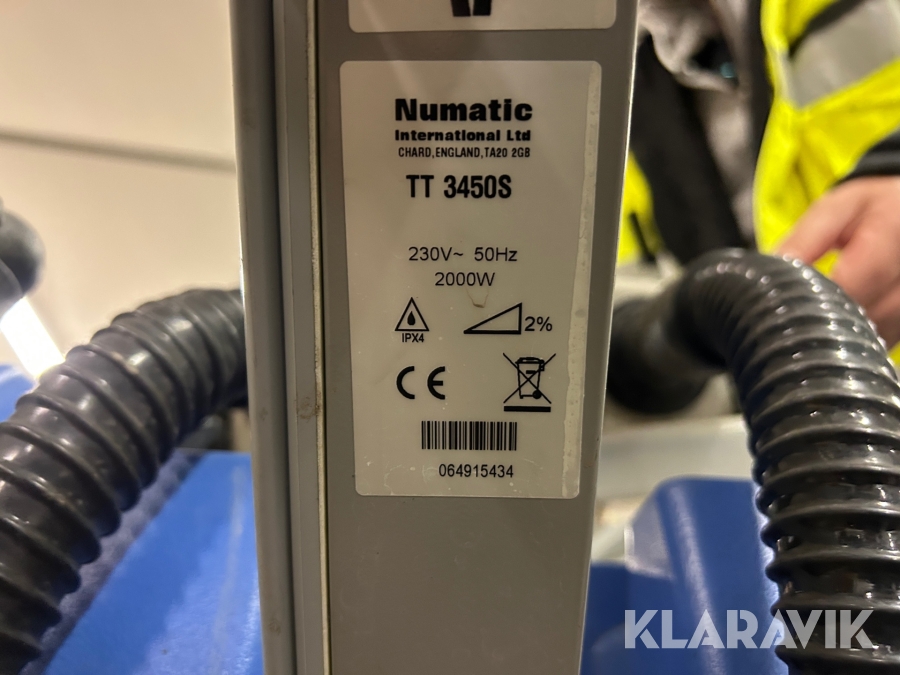 Numatic
International Ltd
CHARD, ENGLAND, TA20 2GB
TT 3450S
230V~ 50Hz
2000W
IPX4
2%
CE
064915434
KLARAVIK